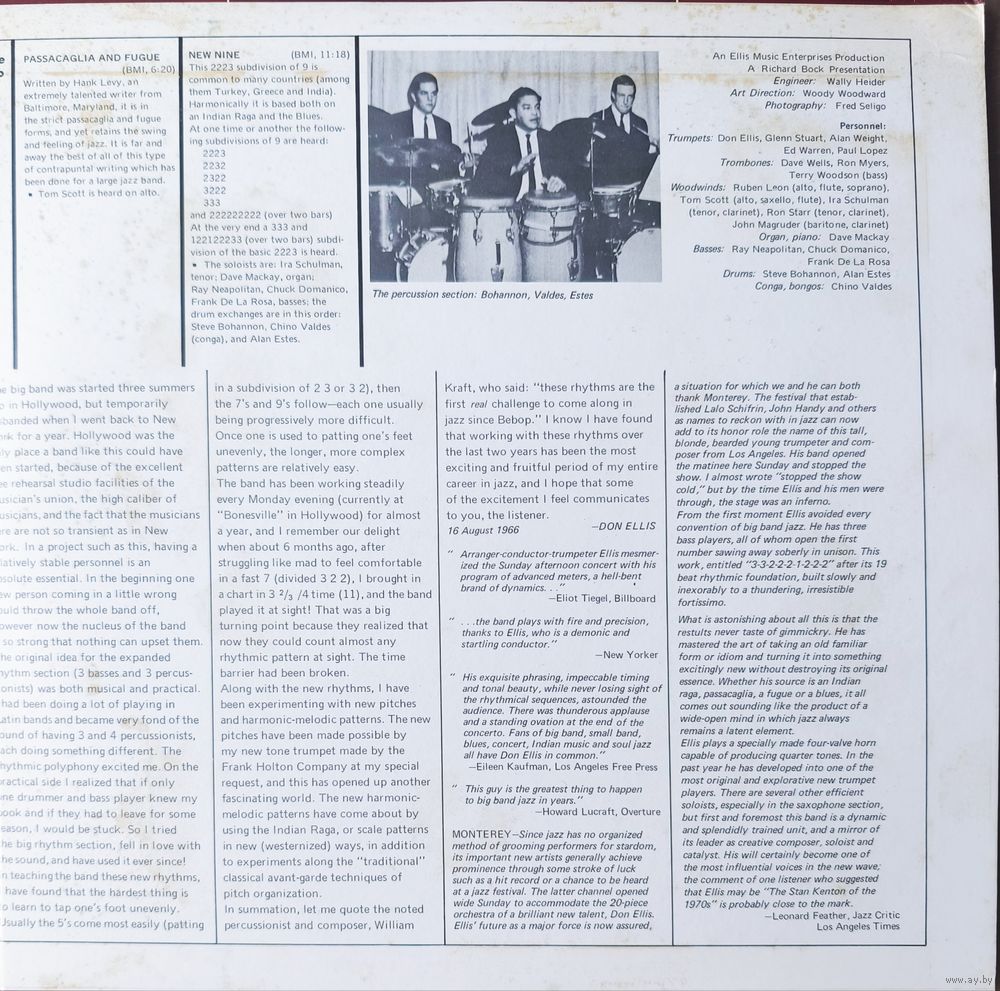 PASSACAGLIA AND FUGUE
(BMI, 6:20)
Written by Hank Levy, an
extremely talented writer from
Baltimore, Maryland, it is in
the strict passacaglia and fugue
forms, and yet retains the swing
and feeling of jazz. It is far and
away the best of all of this type
of contrapuntal writing which has
been done for a large jazz band.
• Tom Scott is heard on alto.
NEW NINE (BMI, 11:18)
This 2223 subdivision of 9 is
common to many countries (among
them Turkey, Greece and India).
Harmonically it is based both on
an Indian Raga and the Blues.
At one time or another the follow-
ing subdivisions of 9 are heard:
2223
2232
2322
3222
333
and 222222222 (over two bars)
At the very end a 333 and
122122233 (over two bars) subdi-
vision of the basic 2223 is heard.
• The soloists are: Ira Schulman,
tenor; Dave Mackay, organ;
Ray Neapolitan, Chuck Domanico,
Frank De La Rosa, basses; the
drum exchanges are in this order:
Steve Bohannon, Chino Valdes
(conga), and Alan Estes.
The percussion section: Bohannon, Valdes, Estes
An Ellis Music Enterprises Production
A Richard Bock Presentation
Engineer: Wally Heider
Art Direction: Woody Woodward
Photography: Fred Seligo
Personnel:
Trumpets: Don Ellis, Glenn Stuart, Alan Weight,
Ed Warren, Paul Lopez
Trombones: Dave Wells, Ron Myers,
Terry Woodson (bass)
Woodwinds: Ruben Leon (alto, flute, soprano),
Tom Scott (alto, saxello, flute), Ira Schulman
(tenor, clarinet), Ron Starr (tenor, clarinet),
John Magruder (baritone, clarinet)
Organ, piano: Dave Mackay
Basses: Ray Neapolitan, Chuck Domanico,
Frank De La Rosa
Drums: Steve Bohannon, Alan Estes
Conga, bongos: Chino Valdes
big band was started three summers
in Hollywood, but temporarily
when I went back to New
for a year. Hollywood was the
place a band like this could have
started, because of the excellent
rehearsal studio facilities of the
union, the high caliber of
and the fact that the musicians
are not so transient as in New
In a project such as this, having a
stable personnel is an
essential. In the beginning one
person coming in a little wrong
throw the whole band off,
now the nucleus of the band
so strong that nothing can upset them.
original idea for the expanded
section (3 basses and 3 percus-
was both musical and practical.
had been doing a lot of playing in
bands and became very fond of the
of having 3 and 4 percussionists,
doing something different. The
polyphony excited me. On the
side I realized that if only
drummer and bass player knew my
and if they had to leave for some
I would be stuck. So I tried
big rhythm section, fell in love with
the sound, and have used it ever since!
teaching the band these new rhythms,
have found that the hardest thing is
learn to tap one's foot unevenly.
Usually the 5's come most easily (patting
in a subdivision of 2 3 or 3 2), then
the 7's and 9's follow—each one usually
being progressively more difficult.
Once one is used to patting one's feet
unevenly, the longer, more complex
patterns are relatively easy.
The band has been working steadily
every Monday evening (currently at
"Bonesville" in Hollywood) for almost
a year, and I remember our delight
when about 6 months ago, after
struggling like mad to feel comfortable
in a fast 7 (divided 3 2 2), I brought in
a chart in 3 2/3 /4 time (11), and the band
played it at sight! That was a big
turning point because they realized that
now they could count almost any
rhythmic pattern at sight. The time
barrier had been broken.
Along with the new rhythms, I have
been experimenting with new pitches
and harmonic-melodic patterns. The new
pitches have been made possible by
my new tone trumpet made by the
Frank Holton Company at my special
request, and this has opened up another
fascinating world. The new harmonic-
melodic patterns have come about by
using the Indian Raga, or scale patterns
in new (westernized) ways, in addition
to experiments along the "traditional"
classical avant-garde techniques of
pitch organization.
In summation, let me quote the noted
percussionist and composer, William
Kraft, who said: "these rhythms are the
first real challenge to come along in
jazz since Bebop." I know I have found
that working with these rhythms over
the last two years has been the most
exciting and fruitful period of my entire
career in jazz, and I hope that some
of the excitement I feel communicates
to you, the listener.
—DON ELLIS
16 August 1966
" Arranger-conductor-trumpeter Ellis mesmer-
ized the Sunday afternoon concert with his
program of advanced meters, a hell-bent
brand of dynamics. . ."
—Eliot Tiegel, Billboard
" . . .the band plays with fire and precision,
thanks to Ellis, who is a demonic and
startling conductor."
—New Yorker
" His exquisite phrasing, impeccable timing
and tonal beauty, while never losing sight of
the rhythmical sequences, astounded the
audience. There was thunderous applause
and a standing ovation at the end of the
concerto. Fans of big band, small band,
blues, concert, Indian music and soul jazz
all have Don Ellis in common."
—Eileen Kaufman, Los Angeles Free Press
" This guy is the greatest thing to happen
to big band jazz in years."
—Howard Lucraft, Overture
MONTEREY—Since jazz has no organized
method of grooming performers for stardom,
its important new artists generally achieve
prominence through some stroke of luck
such as a hit record or a chance to be heard
at a jazz festival. The latter channel opened
wide Sunday to accommodate the 20-piece
orchestra of a brilliant new talent, Don Ellis.
Ellis' future as a major force is now assured,
a situation for which we and he can both
thank Monterey. The festival that estab-
lished Lalo Schifrin, John Handy and others
as names to reckon with in jazz can now
add to its honor role the name of this tall,
blonde, bearded young trumpeter and com-
poser from Los Angeles. His band opened
the matinee here Sunday and stopped the
show. I almost wrote "stopped the show
cold," but by the time Ellis and his men were
through, the stage was an inferno.
From the first moment Ellis avoided every
convention of big band jazz. He has three
bass players, all of whom open the first
number sawing away soberly in unison. This
work, entitled "3-3-2-2-2-1-2-2-2" after its 19
beat rhythmic foundation, built slowly and
inexorably to a thundering, irresistible
fortissimo.
What is astonishing about all this is that the
restults never taste of gimmickry. He has
mastered the art of taking an old familiar
form or idiom and turning it into something
excitingly new without destroying its original
essence. Whether his source is an Indian
raga, passacaglia, a fugue or a blues, it all
comes out sounding like the product of a
wide-open mind in which jazz always
remains a latent element.
Ellis plays a specially made four-valve horn
capable of producing quarter tones. In the
past year he has developed into one of the
most original and explorative new trumpet
players. There are several other efficient
soloists, especially in the saxophone section,
but first and foremost this band is a dynamic
and splendidly trained unit, and a mirror of
its leader as creative composer, soloist and
catalyst. His will certainly become one of
the most influential voices in the new wave;
the comment of one listener who suggested
that Ellis may be "The Stan Kenton of the
1970s" is probably close to the mark.
—Leonard Feather, Jazz Critic
Los Angeles Times
www.ay.by